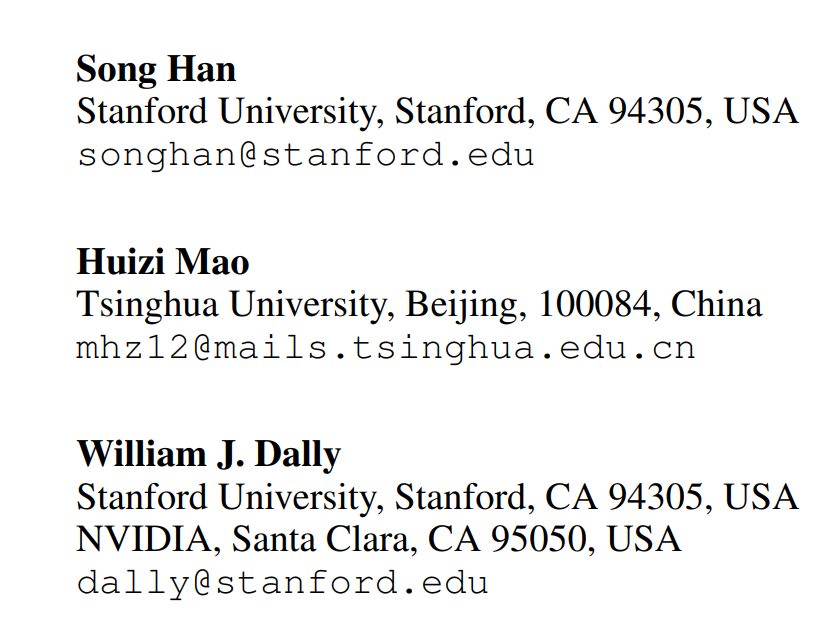 Song Han
Stanford University, Stanford, CA 94305, USA
songhan@stanford.edu
Huizi Mao
Tsinghua University, Beijing, 100084, China
mhz12@mails.tsinghua.edu.cn
William J. Dally
Stanford University, Stanford, CA 94305, USA
NVIDIA, Santa Clara, CA 95050, USA
dally@stanford.edu